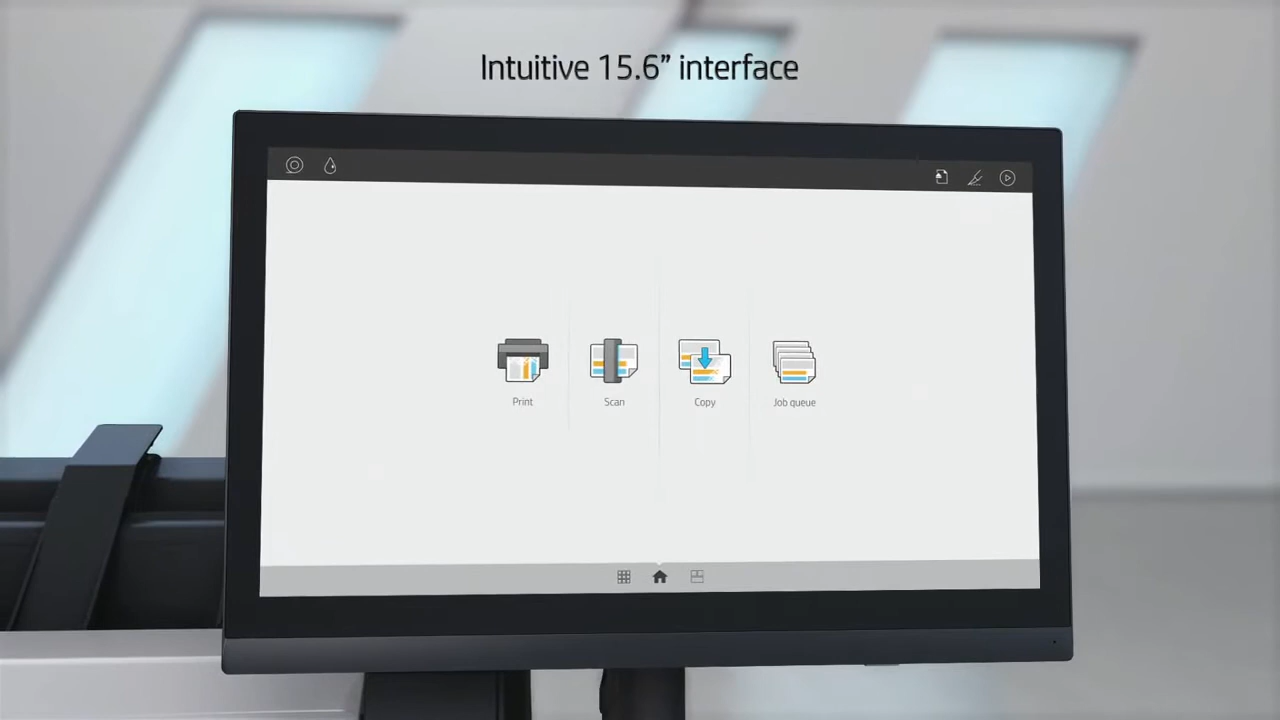 Intuitive 15.6” interface
Print
Scan
Copy
Job queue